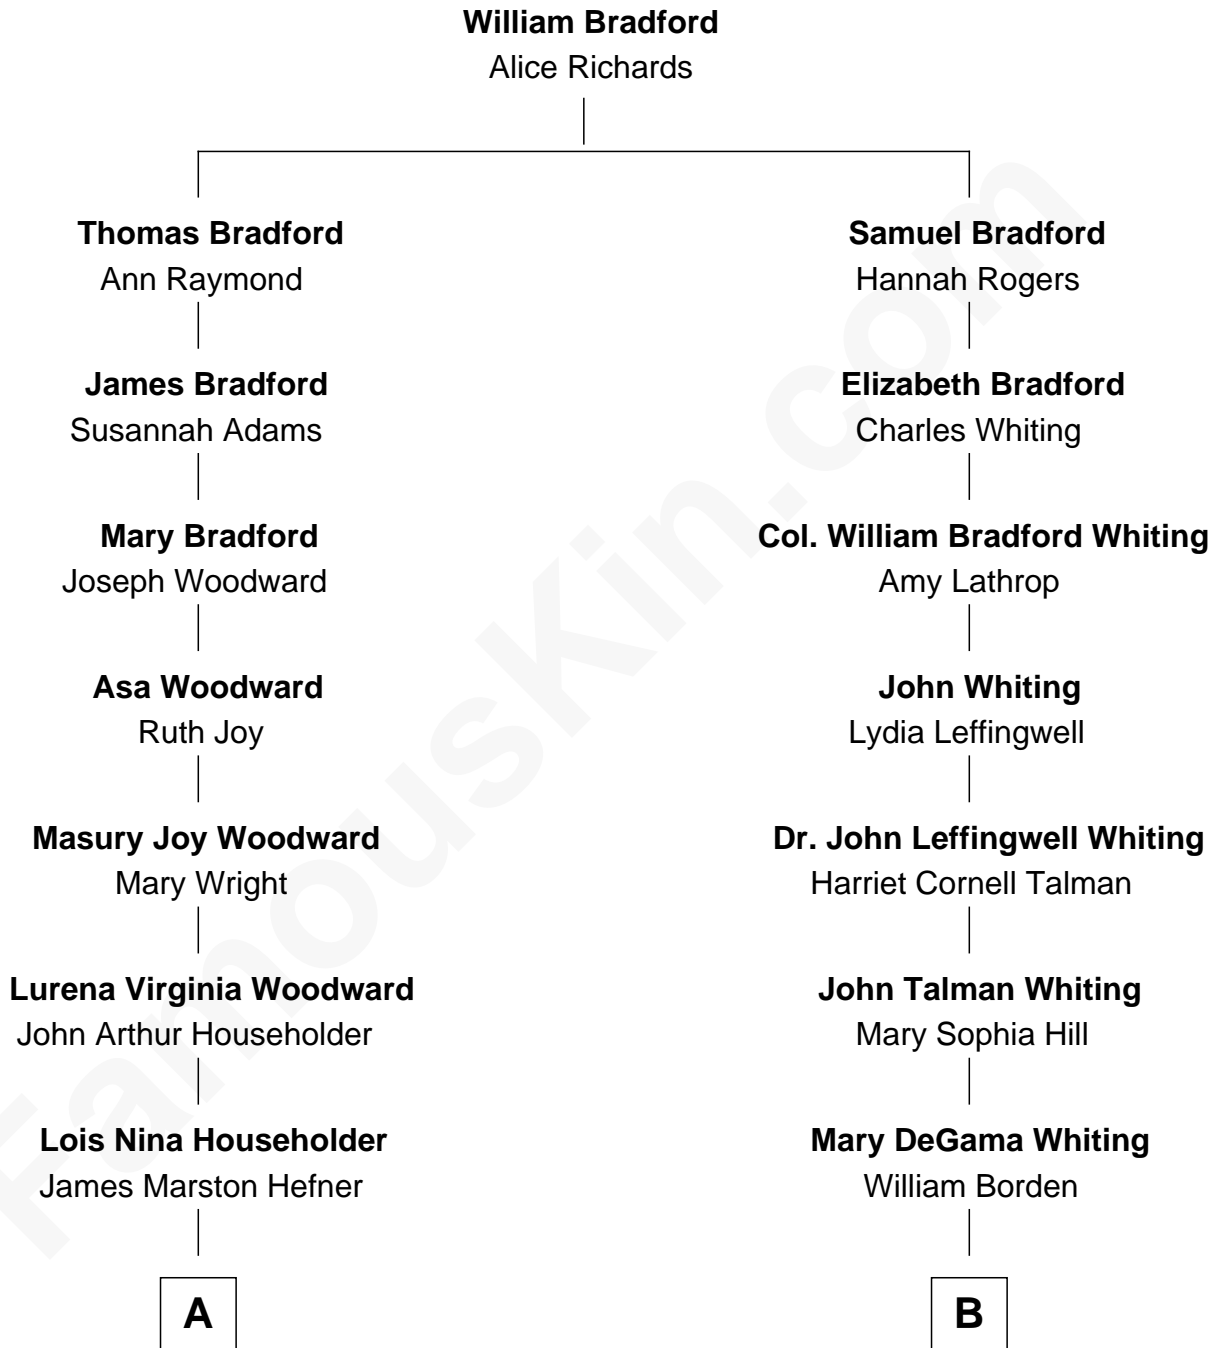 William Bradford
Alice Richards
Thomas Bradford
Ann Raymond
Samuel Bradford
Hannah Rogers
James Bradford
Susannah Adams
Elizabeth Bradford
Charles Whiting
Mary Bradford
Joseph Woodward
Col. William Bradford Whiting
Amy Lathrop
Asa Woodward
Ruth Joy
John Whiting
Lydia Leffingwell
Masury Joy Woodward
Mary Wright
Dr. John Leffingwell Whiting
Harriet Cornell Talman
Lurena Virginia Woodward
John Arthur Householder
John Talman Whiting
Mary Sophia Hill
Lois Nina Householder
James Marston Hefner
Mary DeGama Whiting
William Borden
A
B
FamousKin.com